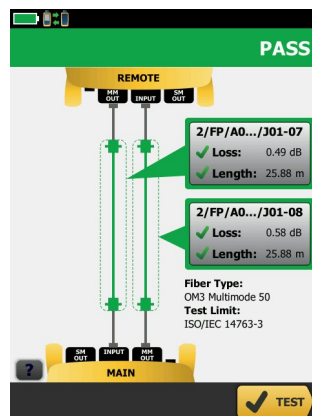 PASS
REMOTE
MM OUT
INPUT
SM OUT
2/FP/A0.../J01-07
Loss: 0.49 dB
Length: 25.88 m
2/FP/A0.../J01-08
Loss: 0.58 dB
Length: 25.88 m
Fiber Type:
OM3 Multimode 50
Test Limit:
ISO/IEC 14763-3
SM OUT
INPUT
MM OUT
MAIN
?
TEST